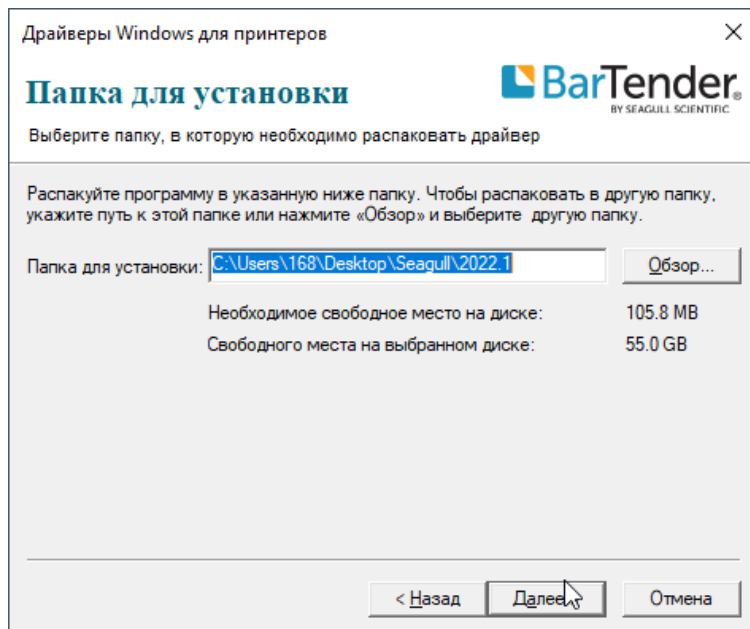 Драйверы Windows для принтеров
Папка для установки
BarTender®
BY SEAGULL SCIENTIFIC
Выберите папку, в которую необходимо распаковать драйвер
Распакуйте программу в указанную ниже папку. Чтобы распаковать в другую папку,
укажите путь к этой папке или нажмите «Обзор» и выберите другую папку.
Папка для установки: C:\Users\168\Desktop\Seagull\2022.1 Обзор...
Необходимое свободное место на диске: 105.8 MB
Свободного места на выбранном диске: 55.0 GB
< Назад Далее Отмена